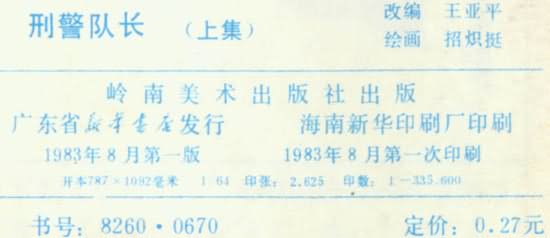 刑警队长（上集）
改编 王亚平
绘画 招炽挺
岭南美术出版社出版
广东省新华书店发行 海南新华印刷厂印刷
1983年8月第一版 1983年8月第一次印刷
开本787×1092毫米 1 64 印张：2.625 印数：1—335.600
书号：8260·0670 定价：0.27元